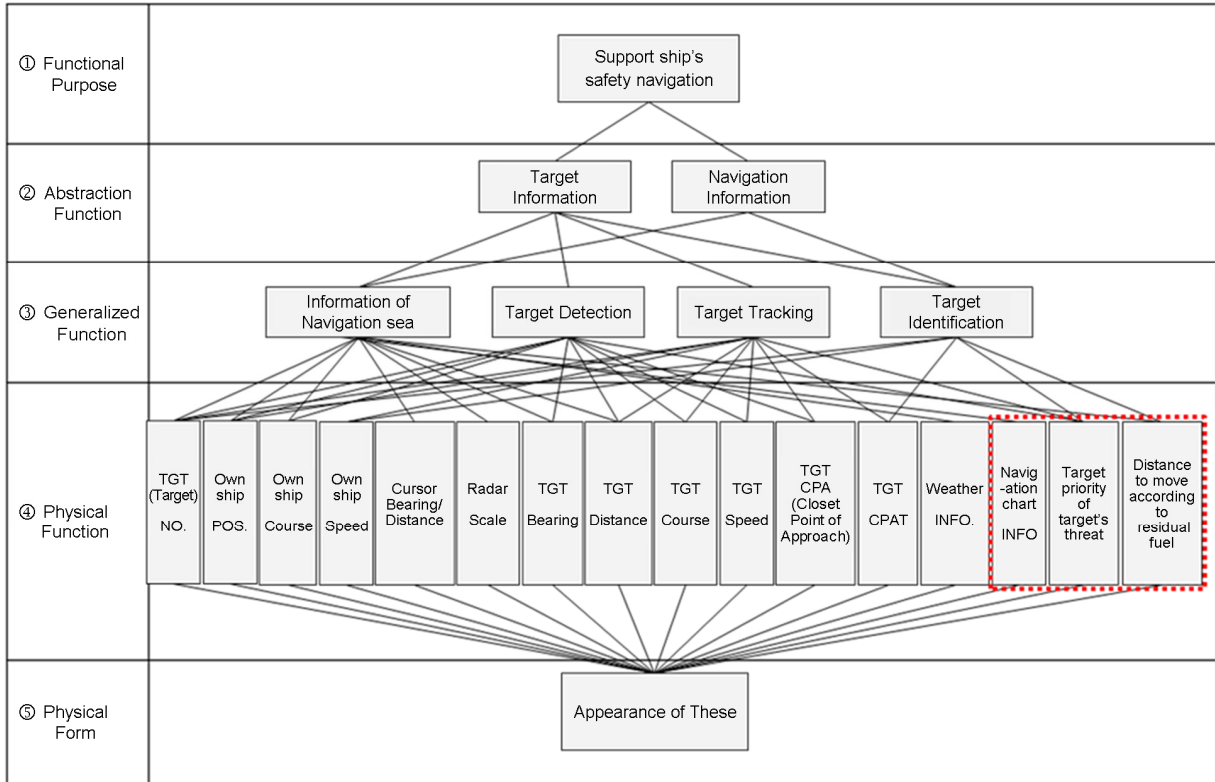 ① Functional
Purpose
Support ship's
safety navigation
② Abstraction
Function
Target
Information
Navigation
Information
③ Generalized
Function
Information of
Navigation sea
Target Detection
Target Tracking
Target
Identification
④ Physical
Function
TGT
(Target)
NO.
Own
ship
POS.
Own
ship
Course
Own
ship
Speed
Cursor
Bearing/
Distance
Radar
Scale
TGT
Bearing
TGT
Distance
TGT
Course
TGT
Speed
TGT
CPA
(Closet
Point of
Approach)
TGT
CPAT
Weather
INFO.
Navig
-ation
chart
INFO
Target
priority
of
target's
threat
Distance
to move
according
to
residual
fuel
⑤ Physical
Form
Appearance of These